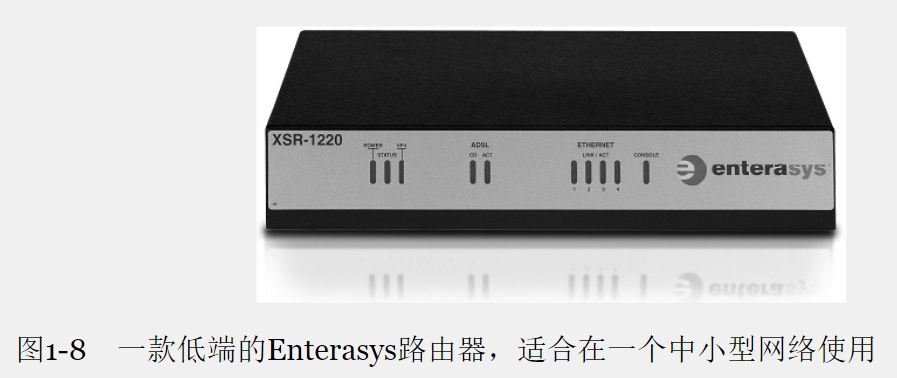 XSR-1220
POWER
STATUS
VPN
ADSL
CD ACT
ETHERNET
LINK / ACT
1 2 3 4
CONSOLE
enterasys
图1-8 一款低端的Enterasys路由器，适合在一个中小型网络使用